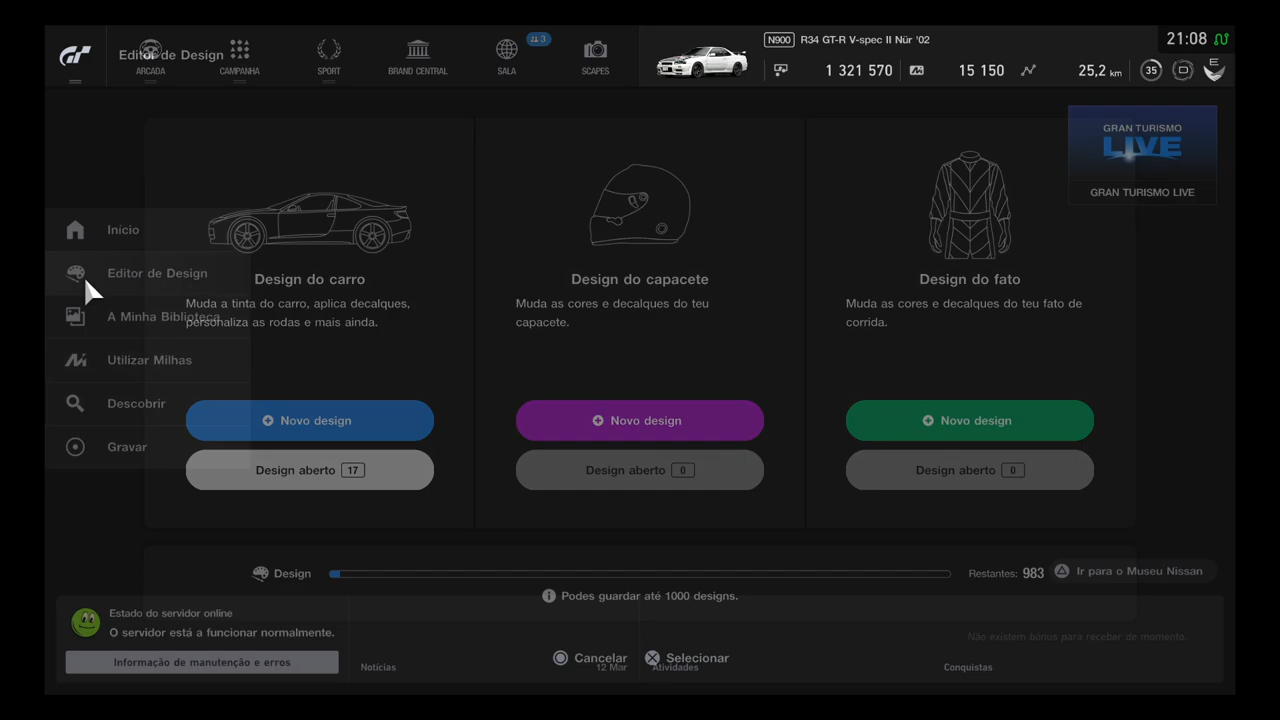 Editor de Design
ARCADA
CAMPANHA
SPORT
BRAND CENTRAL
3
SALA
SCAPES
N900 R34 GT-R V-spec II Nür '02
1 321 570
15 150
25,2 km
21:08
35
E
GRAN TURISMO
LIVE
GRAN TURISMO LIVE
Início
Editor de Design
A Minha Biblioteca
Utilizar Milhas
Descobrir
Gravar
Design do carro
Muda a tinta do carro, aplica decalques,
personaliza as rodas e mais ainda.
Novo design
Design aberto 17
Design do capacete
Muda as cores e decalques do teu
capacete.
Novo design
Design aberto 0
Design do fato
Muda as cores e decalques do teu fato de
corrida.
Novo design
Design aberto 0
Design
Restantes: 983
Ir para o Museu Nissan
Podes guardar até 1000 designs.
Estado do servidor online
O servidor está a funcionar normalmente.
Informação de manutenção e erros
Não existem bónus para receber de momento.
Cancelar
Selecionar
Notícias
12 Mar
Atividades
Conquistas